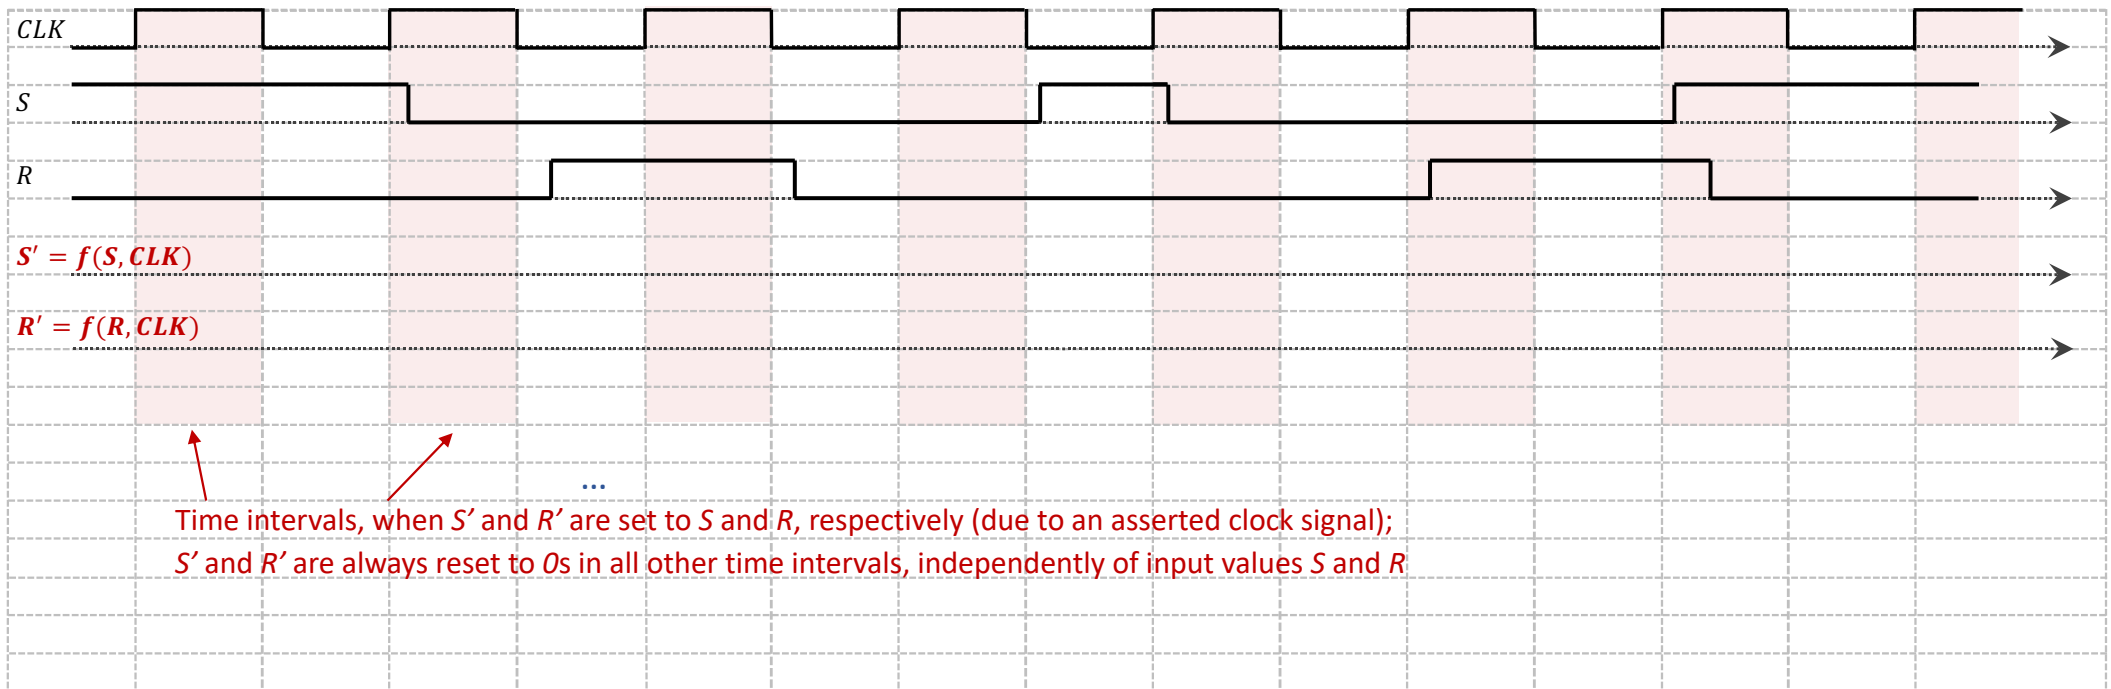 CLK
S
R
S′ = f(S, CLK)
R′ = f(R, CLK)
...
Time intervals, when S’ and R’ are set to S and R, respectively (due to an asserted clock signal);
S’ and R’ are always reset to 0s in all other time intervals, independently of input values S and R